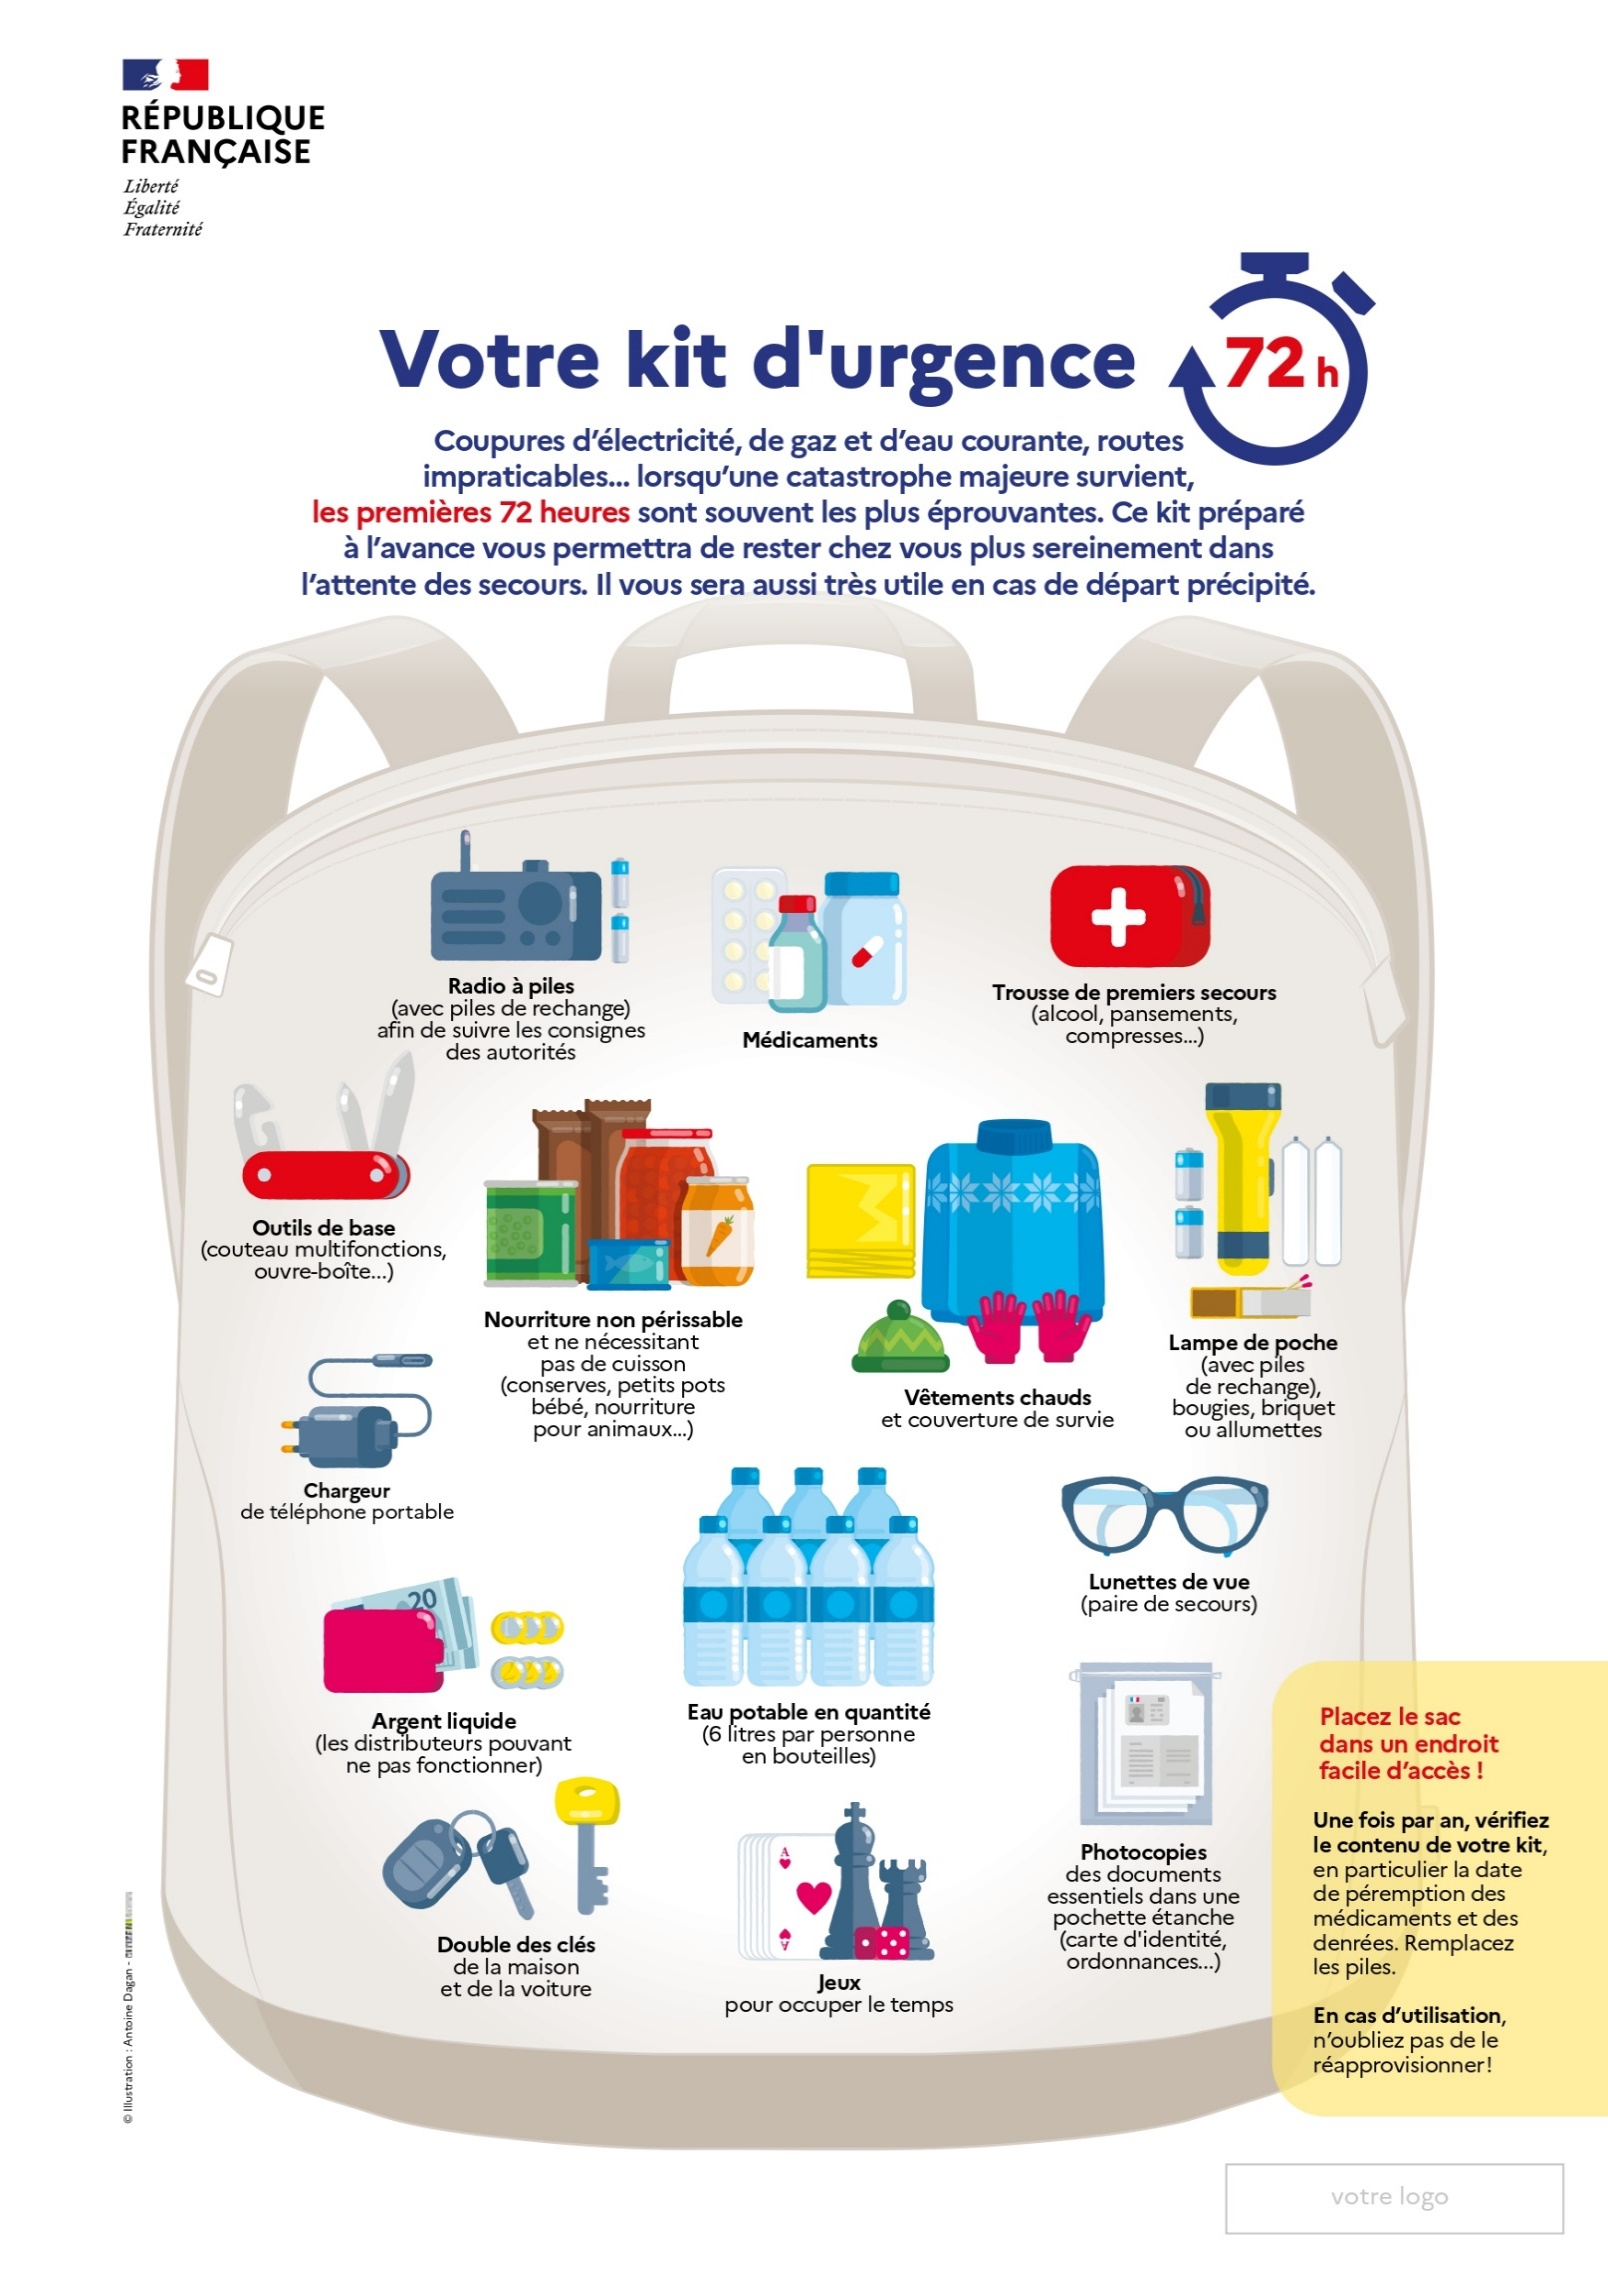 RÉPUBLIQUE
FRANÇAISE
Liberté
Égalité
Fraternité
Votre kit d'urgence
72 h
Coupures d’électricité, de gaz et d’eau courante, routes
impraticables... lorsqu’une catastrophe majeure survient,
les premières 72 heures sont souvent les plus éprouvantes. Ce kit préparé
à l’avance vous permettra de rester chez vous plus sereinement dans
l’attente des secours. Il vous sera aussi très utile en cas de départ précipité.
Radio à piles
(avec piles de rechange)
afin de suivre les consignes
des autorités
Médicaments
Trousse de premiers secours
(alcool, pansements,
compresses...)
Outils de base
(couteau multifonctions,
ouvre-boîte...)
Nourriture non périssable
et ne nécessitant
pas de cuisson
(conserves, petits pots
bébé, nourriture
pour animaux...)
Vêtements chauds
et couverture de survie
Lampe de poche
(avec piles
de rechange),
bougies, briquet
ou allumettes
Chargeur
de téléphone portable
Eau potable en quantité
(6 litres par personne
en bouteilles)
Lunettes de vue
(paire de secours)
20
Argent liquide
(les distributeurs pouvant
ne pas fonctionner)
Photocopies
des documents
essentiels dans une
pochette étanche
(carte d'identité,
ordonnances...)
Double des clés
de la maison
et de la voiture
A
A
Jeux
pour occuper le temps
Placez le sac
dans un endroit
facile d’accès !
Une fois par an, vérifiez
le contenu de votre kit,
en particulier la date
de péremption des
médicaments et des
denrées. Remplacez
les piles.
En cas d’utilisation,
n’oubliez pas de le
réapprovisionner!
© Illustration : Antoine Dagan -
votre logo